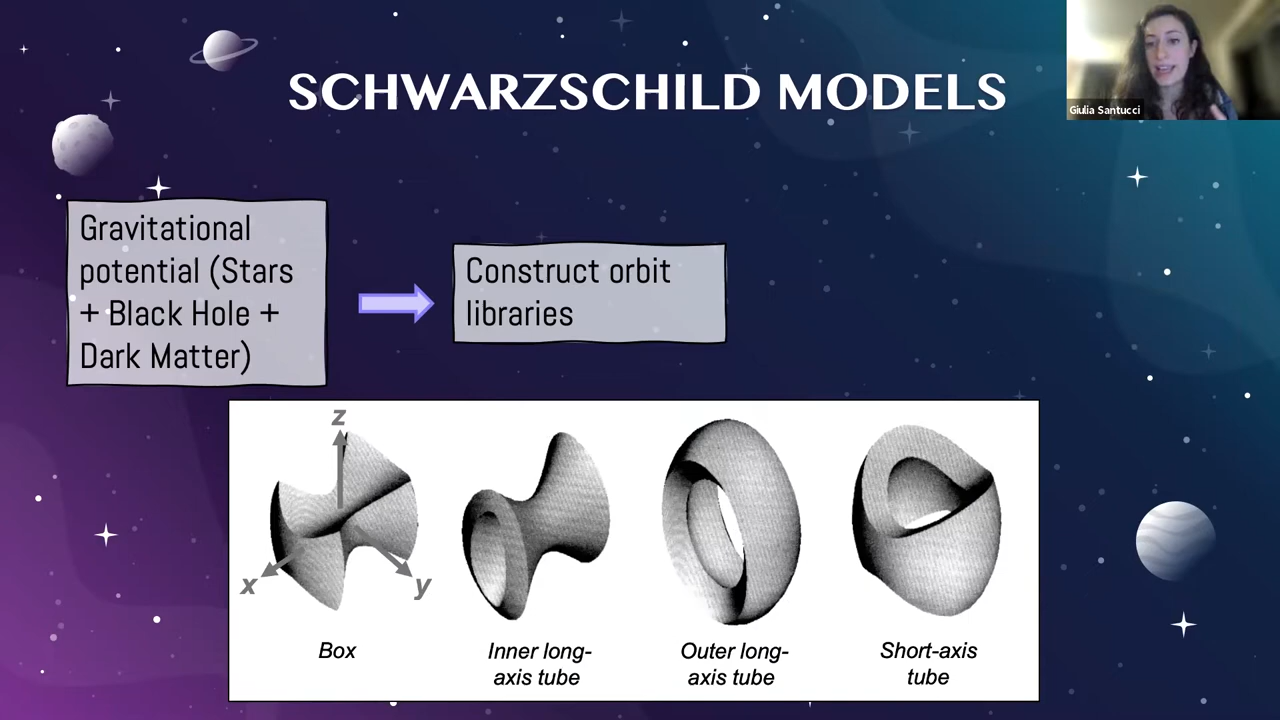 SCHWARZSCHILD MODELS
Giulia Santucci
Gravitational
potential (Stars
+ Black Hole +
Dark Matter)
Construct orbit
libraries
z
x
y
Box
Inner long-
axis tube
Outer long-
axis tube
Short-axis
tube